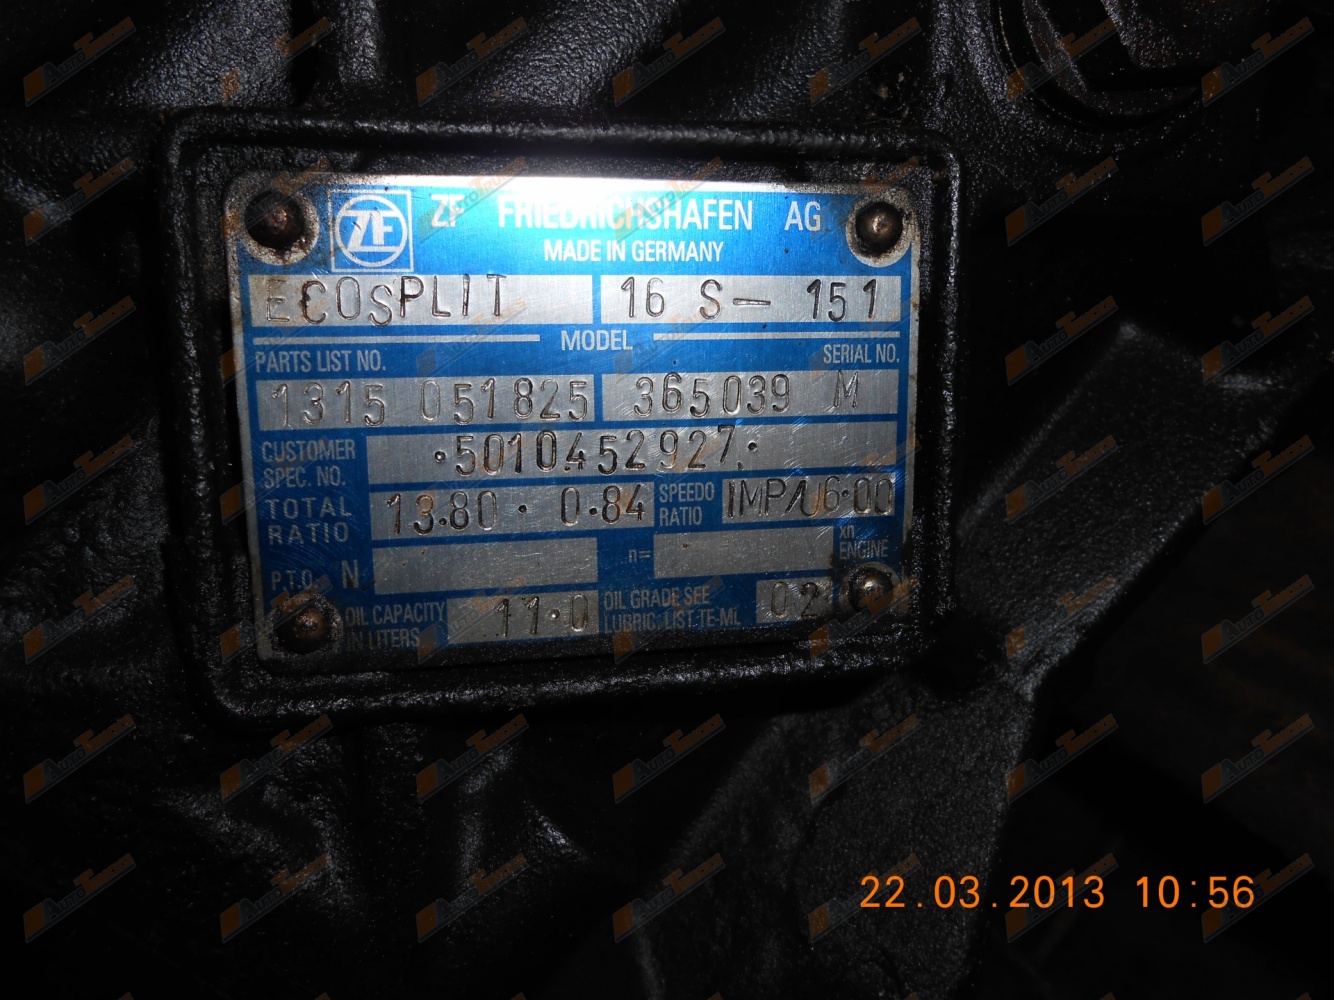 ZF
ZF FRIEDRICHSHAFEN AG
MADE IN GERMANY
ECOSPLIT 16 S - 151
MODEL
PARTS LIST NO. SERIAL NO.
1315 051825 365039 M
CUSTOMER
SPEC. NO.
·5010452927·
TOTAL
RATIO
13·80 · 0·84
SPEEDO
RATIO
IMP/U6·00
P.T.O. N n=
xn
ENGINE
OIL CAPACITY
IN LITERS
11·0
OIL GRADE SEE
LUBRIC. LIST TE-ML
02
22.03.2013 10:56